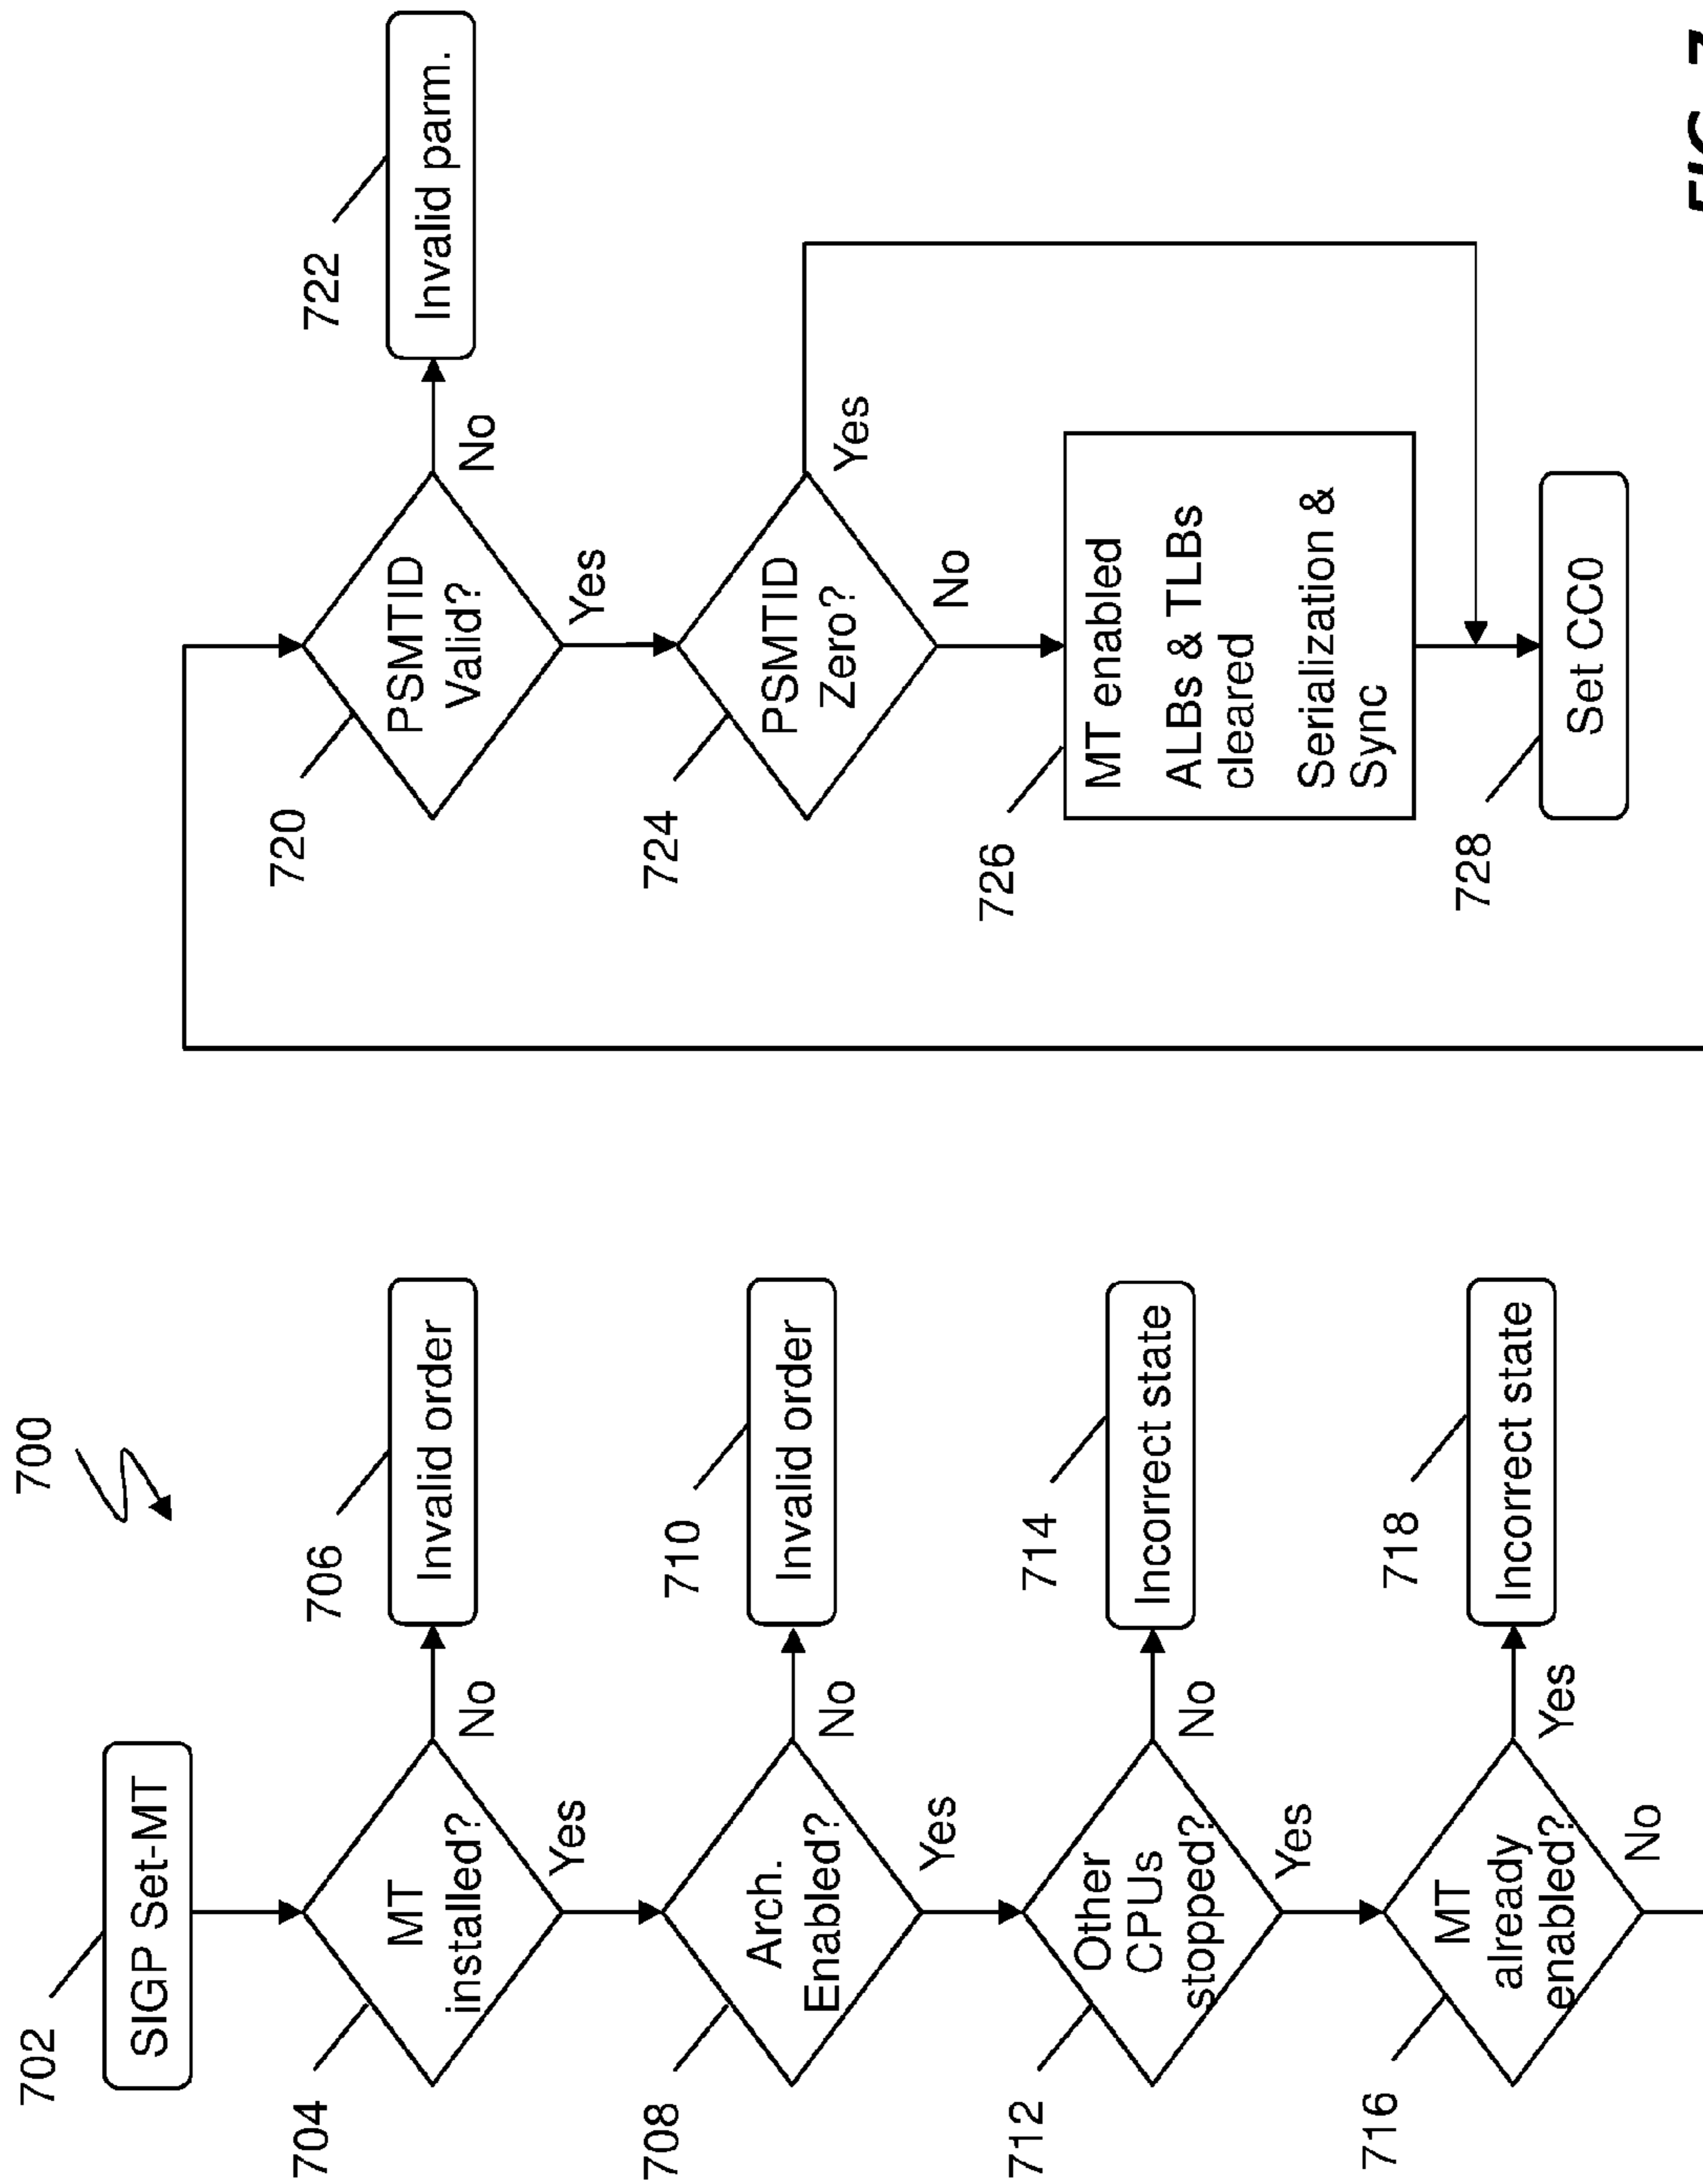 700
702
SIGP Set-MT
704
MT
installed?
No
706
Invalid order
Yes
708
Arch.
Enabled?
No
710
Invalid order
Yes
712
Other
CPUs
stopped?
No
714
Incorrect state
Yes
716
MT
already
enabled?
Yes
718
Incorrect state
No
720
PSMTID
Valid?
No
722
Invalid parm.
Yes
724
PSMTID
Zero?
Yes
No
726
MT enabled
ALBs & TLBs
cleared
Serialization &
Sync
728
Set CC0